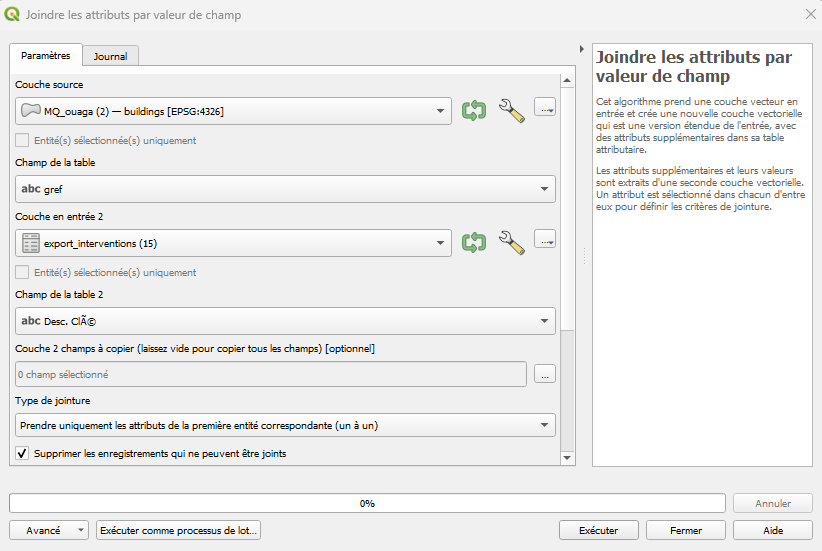 Joindre les attributs par valeur de champ
Paramètres
Journal
Couche source
MQ_ouaga (2) — buildings [EPSG:4326]
...
Entité(s) sélectionnée(s) uniquement
Champ de la table
abc gref
Couche en entrée 2
export_interventions (15)
...
Entité(s) sélectionnée(s) uniquement
Champ de la table 2
abc Desc. ClÃ©
Couche 2 champs à copier (laissez vide pour copier tous les champs) [optionnel]
0 champ sélectionné
...
Type de jointure
Prendre uniquement les attributs de la première entité correspondante (un à un)
Supprimer les enregistrements qui ne peuvent être joints
Joindre les attributs par
valeur de champ
Cet algorithme prend une couche vecteur en
entrée et crée une nouvelle couche vectorielle
qui est une version étendue de l'entrée, avec
des attributs supplémentaires dans sa table
attributaire.
Les attributs supplémentaires et leurs valeurs
sont extraits d'une seconde couche vectorielle.
Un attribut est sélectionné dans chacun d'entre
eux pour définir les critères de jointure.
0%
Annuler
Avancé
Exécuter comme processus de lot...
Exécuter
Fermer
Aide